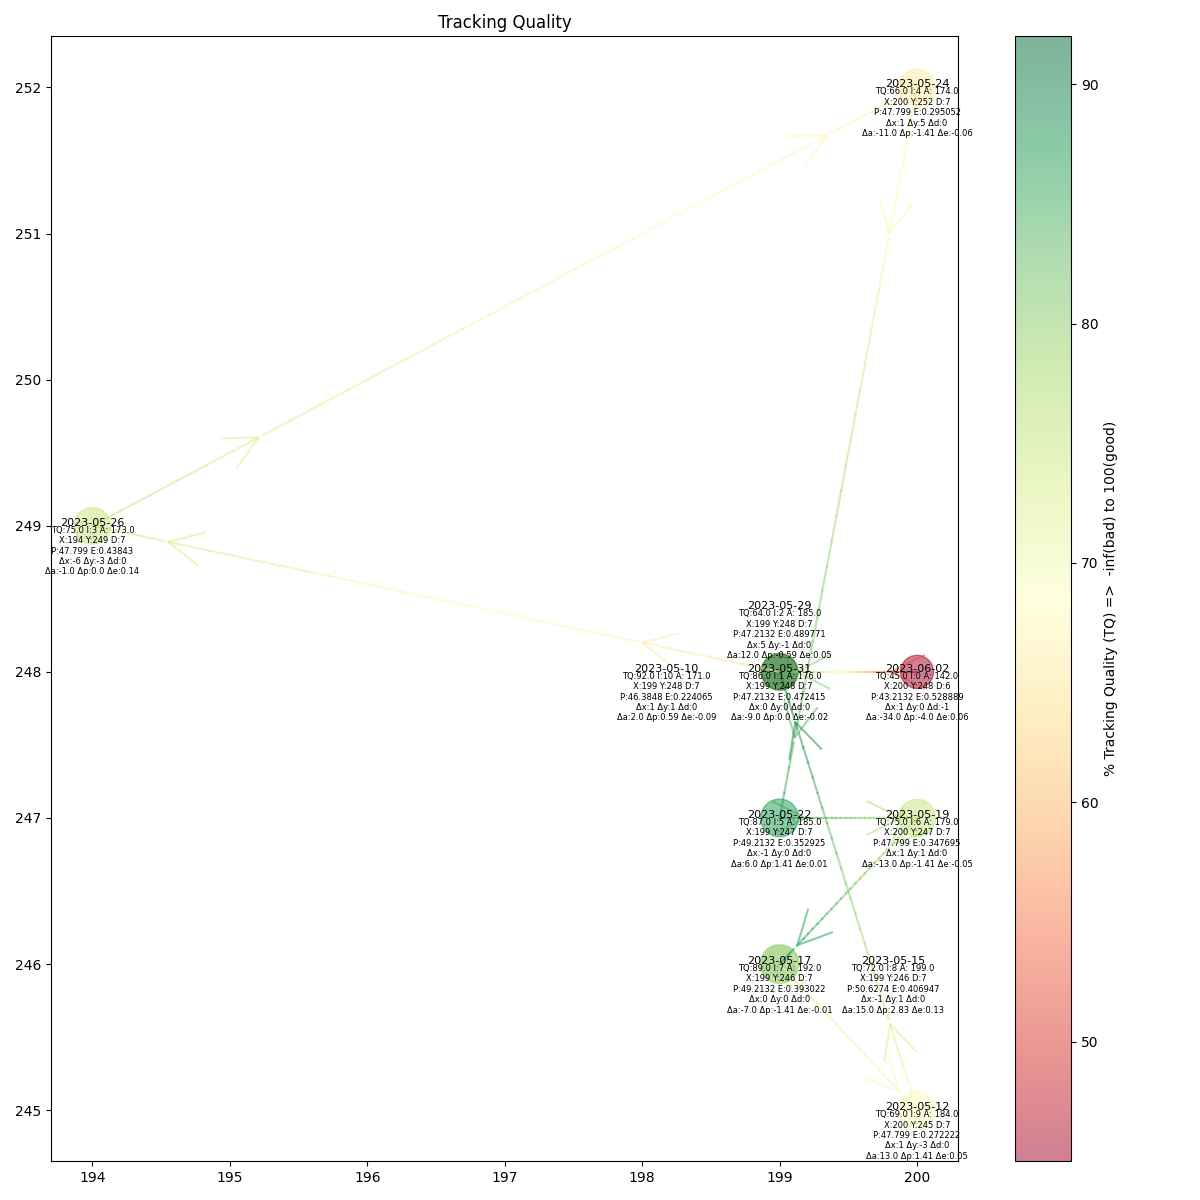 Tracking Quality
252
251
250
249
248
247
246
245
194
195
196
197
198
199
200
2023-05-24
TQ:66.0 I:4 A: 174.0
X:200 Y:252 D:7
P:47.799 E:0.295052
Δx:1 Δy:5 Δd:0
Δa:-11.0 Δp:-1.41 Δe:-0.06
2023-05-26
TQ:75.0 I:3 A: 173.0
X:194 Y:249 D:7
P:47.799 E:0.43843
Δx:-6 Δy:-3 Δd:0
Δa:-1.0 Δp:0.0 Δe:0.14
2023-05-29
TQ:64.0 I:2 A: 185.0
X:199 Y:248 D:7
P:47.2132 E:0.489771
Δx:5 Δy:-1 Δd:0
Δa:12.0 Δp:-0.59 Δe:0.05
2023-05-10
TQ:92.0 I:10 A: 171.0
X:199 Y:248 D:7
P:46.3848 E:0.224065
Δx:1 Δy:1 Δd:0
Δa:2.0 Δp:0.59 Δe:-0.09
2023-05-31
TQ:86.0 I:1 A: 176.0
X:199 Y:248 D:7
P:47.2132 E:0.472415
Δx:0 Δy:0 Δd:0
Δa:-9.0 Δp:0.0 Δe:-0.02
2023-06-02
TQ:45.0 I:0 A: 142.0
X:200 Y:248 D:6
P:43.2132 E:0.528889
Δx:1 Δy:0 Δd:-1
Δa:-34.0 Δp:-4.0 Δe:0.06
2023-05-22
TQ:87.0 I:5 A: 185.0
X:199 Y:247 D:7
P:49.2132 E:0.352925
Δx:-1 Δy:0 Δd:0
Δa:6.0 Δp:1.41 Δe:0.01
2023-05-19
TQ:75.0 I:6 A: 179.0
X:200 Y:247 D:7
P:47.799 E:0.347695
Δx:1 Δy:1 Δd:0
Δa:-13.0 Δp:-1.41 Δe:-0.05
2023-05-17
TQ:89.0 I:7 A: 192.0
X:199 Y:246 D:7
P:49.2132 E:0.393022
Δx:0 Δy:0 Δd:0
Δa:-7.0 Δp:-1.41 Δe:-0.01
2023-05-15
TQ:72.0 I:8 A: 199.0
X:199 Y:246 D:7
P:50.6274 E:0.406947
Δx:-1 Δy:1 Δd:0
Δa:15.0 Δp:2.83 Δe:0.13
2023-05-12
TQ:69.0 I:9 A: 184.0
X:200 Y:245 D:7
P:47.799 E:0.272222
Δx:1 Δy:-3 Δd:0
Δa:13.0 Δp:1.41 Δe:0.05
90
80
70
60
50
% Tracking Quality (TQ) =>  -inf(bad) to 100(good)